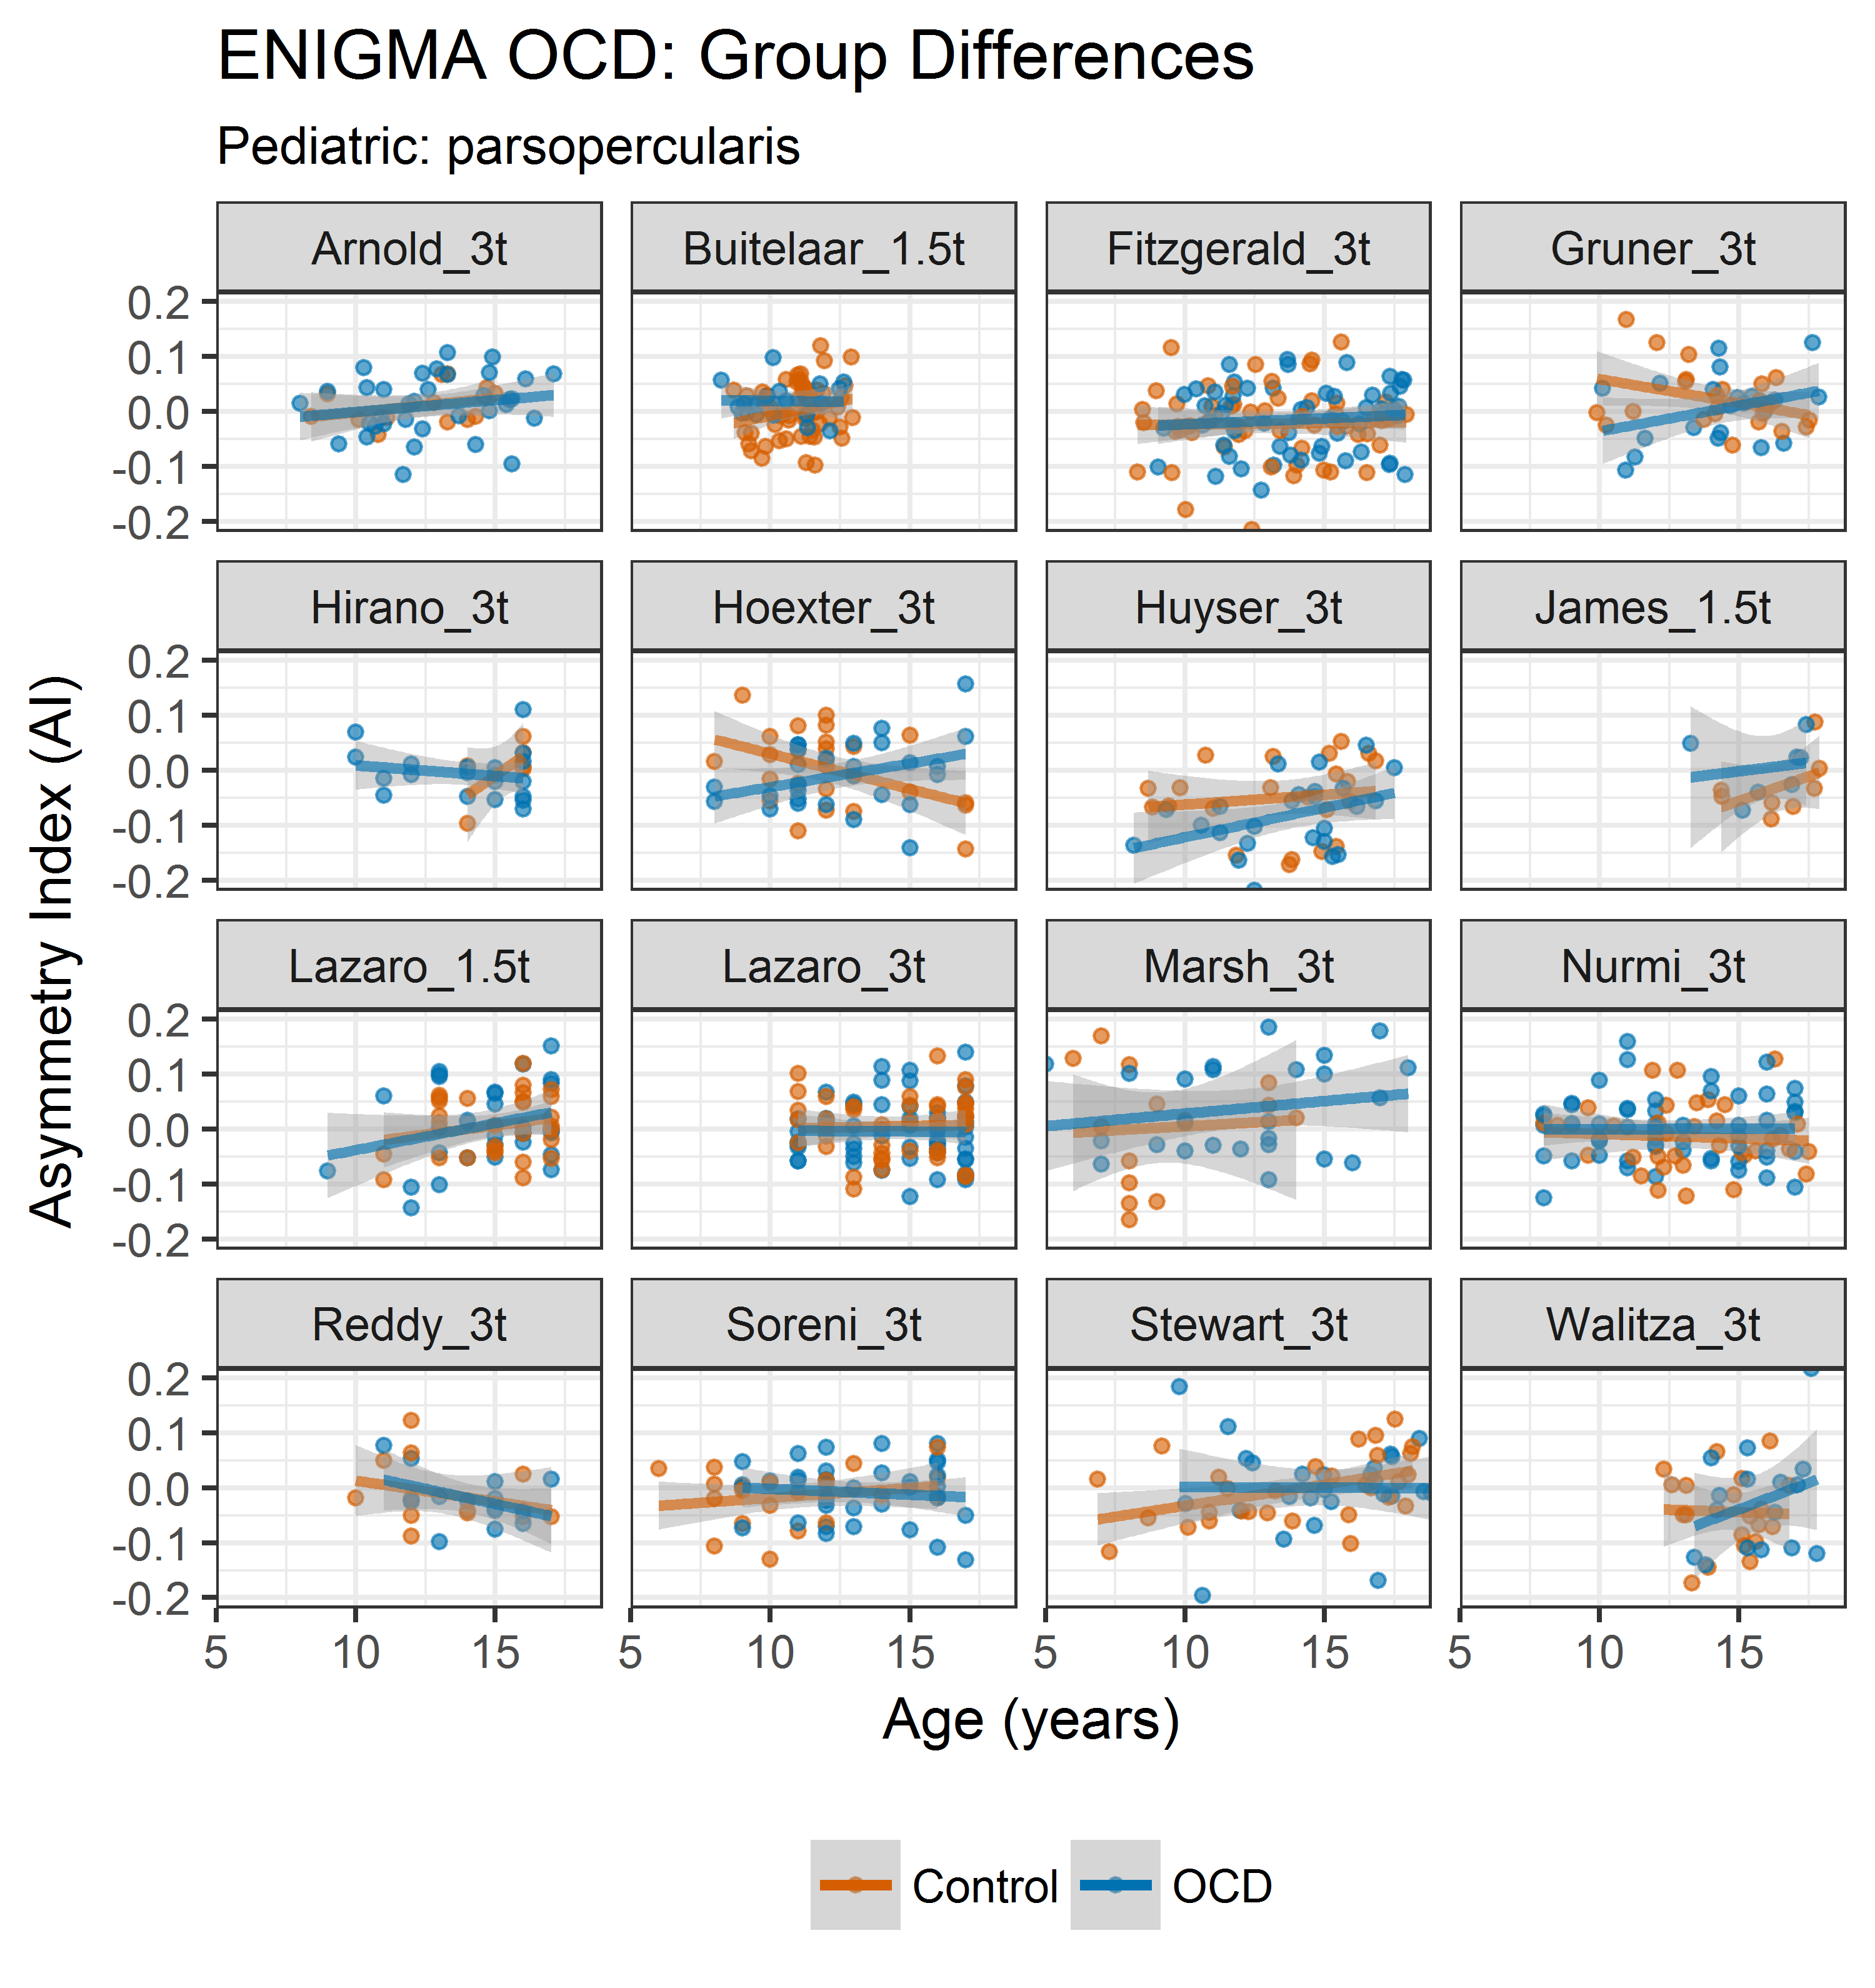 ENIGMA OCD: Group Differences
Pediatric: parsopercularis
Arnold_3t Buitelaar_1.5t Fitzgerald_3t Gruner_3t
0.2
0.1
0.0
-0.1
-0.2
Hirano_3t Hoexter_3t Huyser_3t James_1.5t
0.2
0.1
0.0
-0.1
-0.2
Asymmetry Index (AI)
Lazaro_1.5t Lazaro_3t Marsh_3t Nurmi_3t
0.2
0.1
0.0
-0.1
-0.2
Reddy_3t Soreni_3t Stewart_3t Walitza_3t
0.2
0.1
0.0
-0.1
-0.2
5 10 15 5 10 15 5 10 15 5 10 15
Age (years)
Control OCD